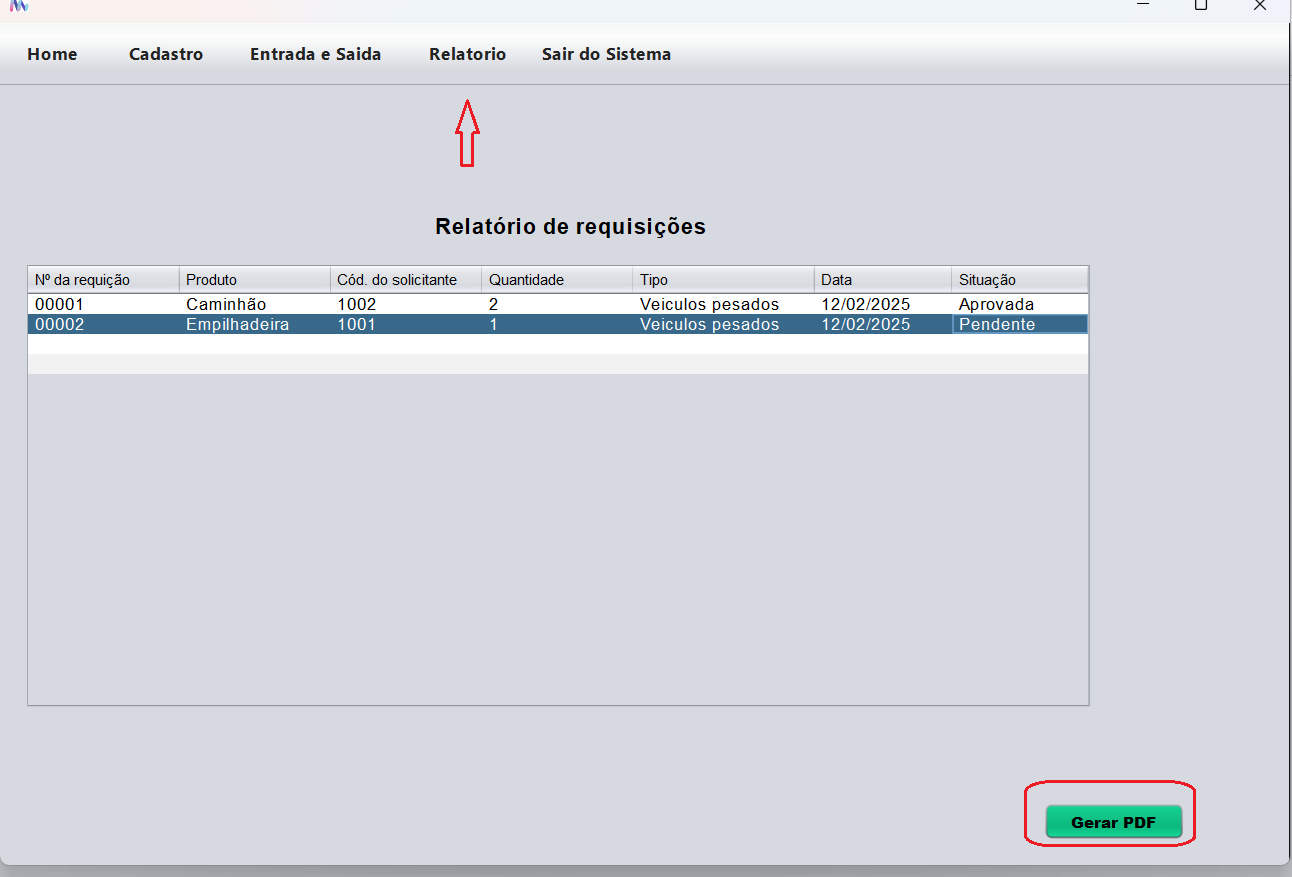 Home Cadastro Entrada e Saida Relatorio Sair do Sistema
Relatório de requisições
Nº da requição Produto Cód. do solicitante Quantidade Tipo Data Situação
00001 Caminhão 1002 2 Veiculos pesados 12/02/2025 Aprovada
00002 Empilhadeira 1001 1 Veiculos pesados 12/02/2025 Pendente
Gerar PDF